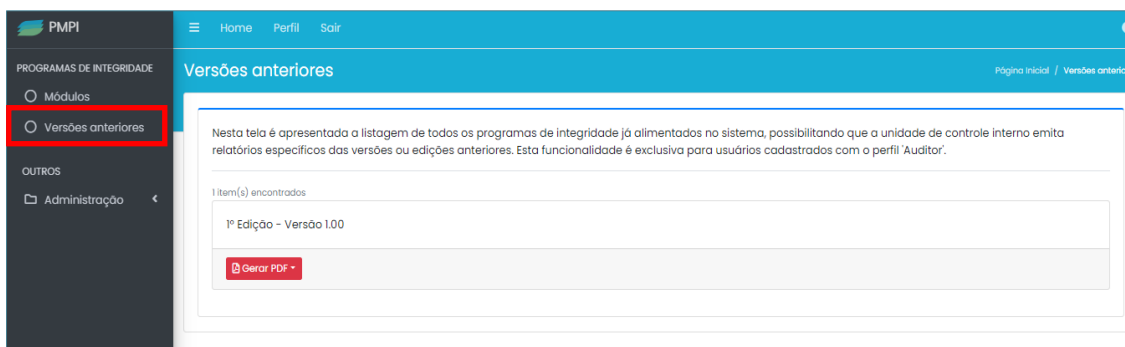 PMPI
Home Perfil Sair
PROGRAMAS DE INTEGRIDADE
Módulos
Versões anteriores
OUTROS
Administração
Versões anteriores
Página Inicial / Versões anterio
Nesta tela é apresentada a listagem de todos os programas de integridade já alimentados no sistema, possibilitando que a unidade de controle interno emita
relatórios específicos das versões ou edições anteriores. Esta funcionalidade é exclusiva para usuários cadastrados com o perfil 'Auditor'.
1 item(s) encontrados
1º Edição - Versão 1.00
Gerar PDF